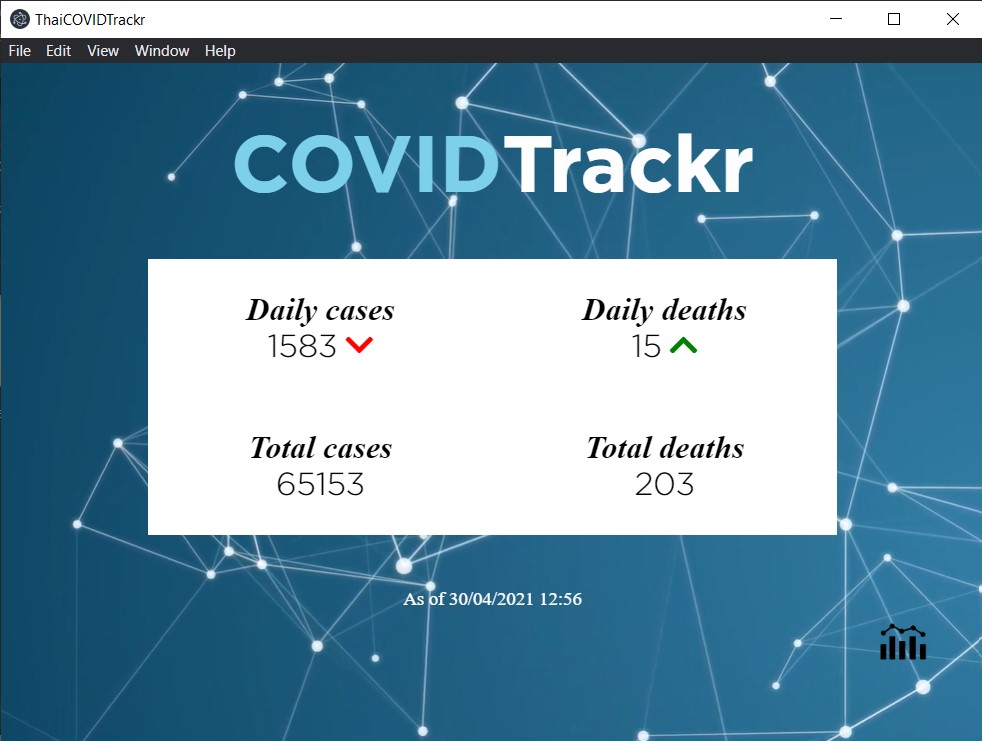 ThaiCOVIDTrackr
File Edit View Window Help
COVIDTrackr
Daily cases
1583
Daily deaths
15
Total cases
65153
Total deaths
203
As of 30/04/2021 12:56